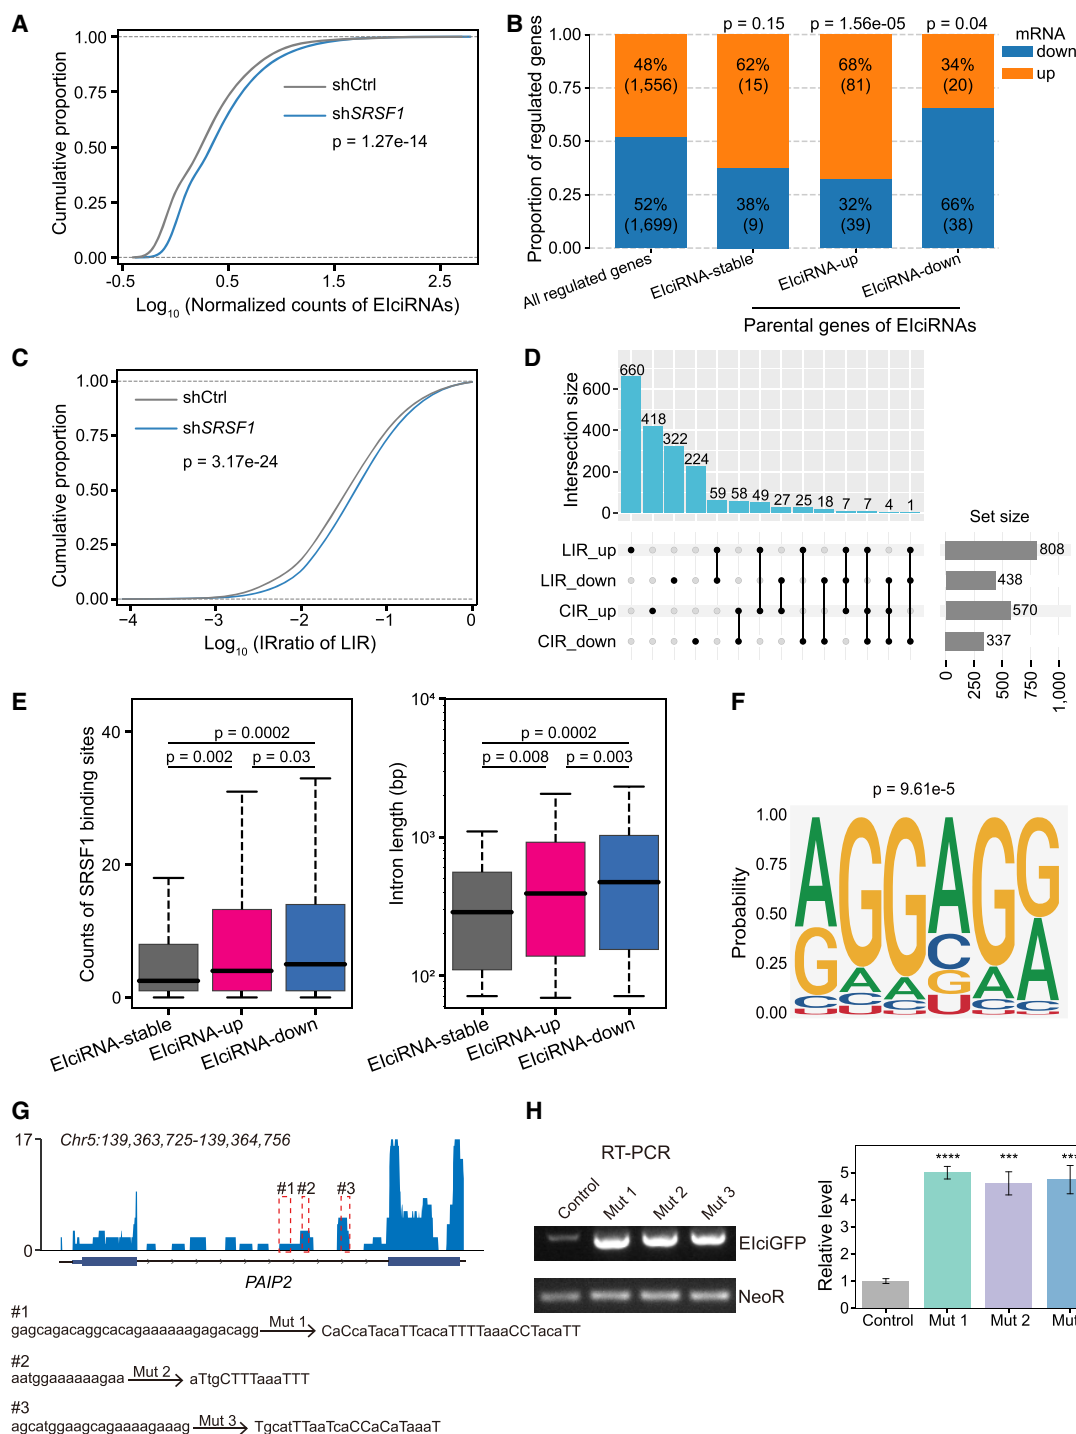 A
1.00
0.75
0.50
0.25
0.00
Cumulative proportion
shCtrl
shSRSF1
p = 1.27e-14
-0.5
0.5
1.5
2.5
Log10 (Normalized counts of EIciRNAs)
B
p = 0.15
p = 1.56e-05
p = 0.04
mRNA
down
up
1.00
0.75
0.50
0.25
0.00
Proportion of regulated genes
48%
(1,556)
62%
(15)
68%
(81)
34%
(20)
52%
(1,699)
38%
(9)
32%
(39)
66%
(38)
All regulated genes
EIciRNA-stable
EIciRNA-up
EIciRNA-down
Parental genes of EIciRNAs
C
1.00
0.75
0.50
0.25
0.00
Cumulative proportion
shCtrl
shSRSF1
p = 3.17e-24
-4
-3
-2
-1
0
Log10 (IRratio of LIR)
D
Intersection size
600
400
200
0
660
418
322
224
59
58
49
27
25
18
7
7
4
1
LIR_up
LIR_down
CIR_up
CIR_down
Set size
808
438
570
337
0
250
500
750
1,000
E
Counts of SRSF1 binding sites
40
20
0
p = 0.0002
p = 0.002
p = 0.03
EIciRNA-stable
EIciRNA-up
EIciRNA-down
Intron length (bp)
10^4
10^3
10^2
p = 0.0002
p = 0.008
p = 0.003
EIciRNA-stable
EIciRNA-up
EIciRNA-down
F
p = 9.61e-5
Probability
1.00
0.75
0.50
0.25
0.00
AGGAGG
GAACAA
CCCGC
UUUUU
G
17
0
Chr5:139,363,725-139,364,756
#1
#2
#3
PAIP2
#1
gagcagacaggcacagaaaaaagagacagg Mut 1 CaCcaTacaTTcacaTTTTaaaCCTacaTT
#2
aatggaaaaaagaa Mut 2 aTtgCTTTaaaTTT
#3
agcatggaagcagaaaagaaag Mut 3 TgcatTTaaTcaCCaCaTaaaT
H
RT-PCR
Control
Mut 1
Mut 2
Mut 3
EIciGFP
NeoR
Relative level
5
4
3
2
1
0
****
***
Control
Mut 1
Mut 2
Mut